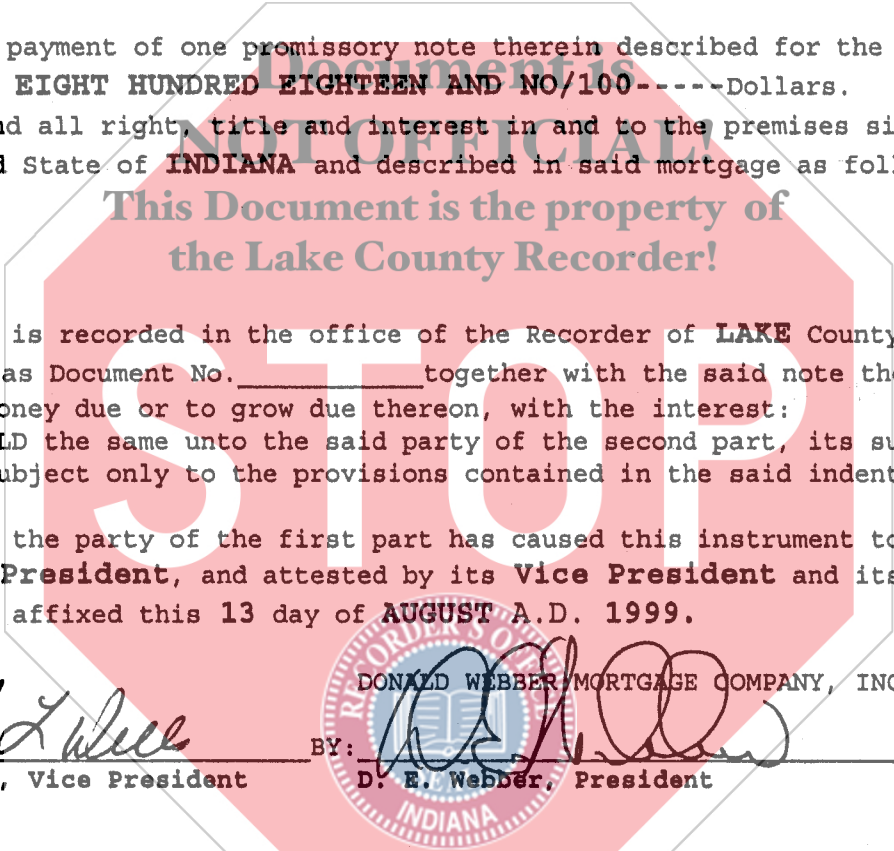 payment of one promissory note therein described for the
EIGHT HUNDRED EIGHTEEN AND NO/100-----Dollars.
nd all right, title and interest in and to the premises si
d State of INDIANA and described in said mortgage as foll
Document is
NOT OFFICIAL!
This Document is the property of
the Lake County Recorder!
is recorded in the office of the Recorder of LAKE County
as Document No.____________together with the said note the
oney due or to grow due thereon, with the interest:
LD the same unto the said party of the second part, its su
ubject only to the provisions contained in the said indent
STOP
the party of the first part has caused this instrument to
President, and attested by its Vice President and its
affixed this 13 day of AUGUST A.D. 1999.
RECORDER'S OFFICE
DONALD WEBBER MORTGAGE COMPANY, INC
BY:
, Vice President D. E. Webber, President
INDIANA